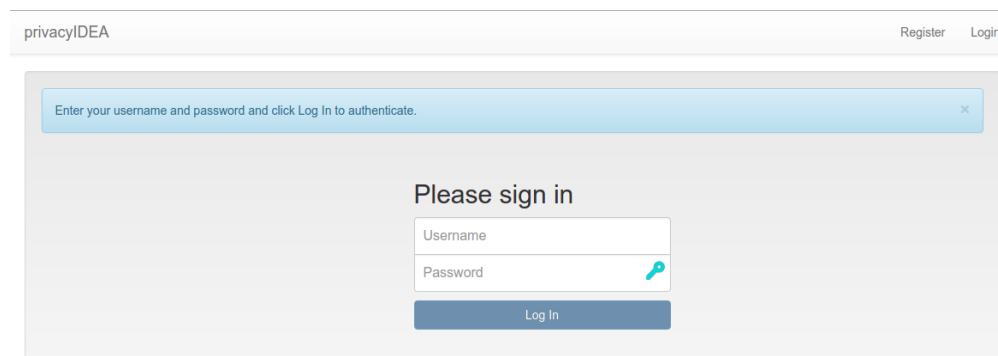 privacyIDEA Register Login
Enter your username and password and click Log In to authenticate. ×
Please sign in
Username
Password
Log In